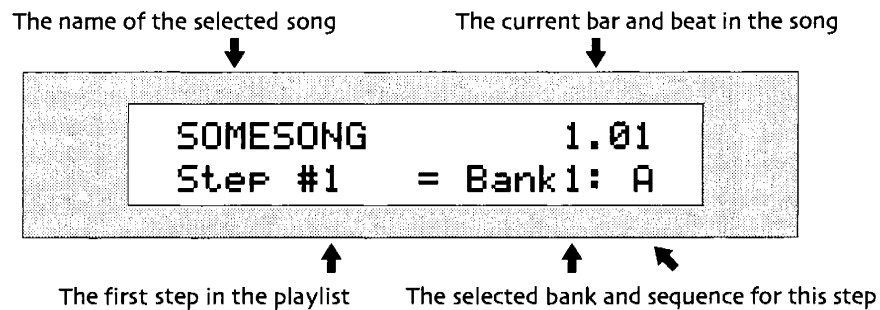 The name of the selected song
The current bar and beat in the song
SOMESONG 1.01
Step #1 = Bank1: A
The first step in the playlist
The selected bank and sequence for this step